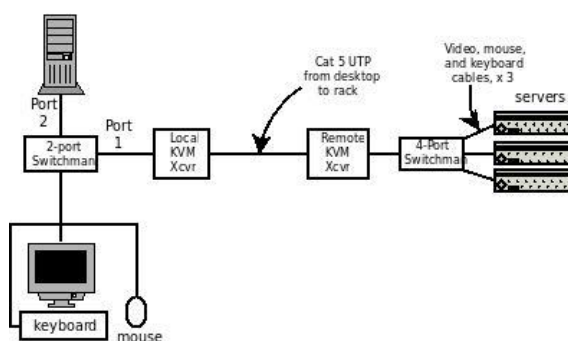 Port
2
2-port
Switchman
Port
1
Local
KVM
Xcvr
Cat 5 UTP
from desktop
to rack
Remote
KVM
Xcvr
4-Port
Switchman
Video, mouse,
and keyboard
cables, x 3
servers
keyboard
mouse